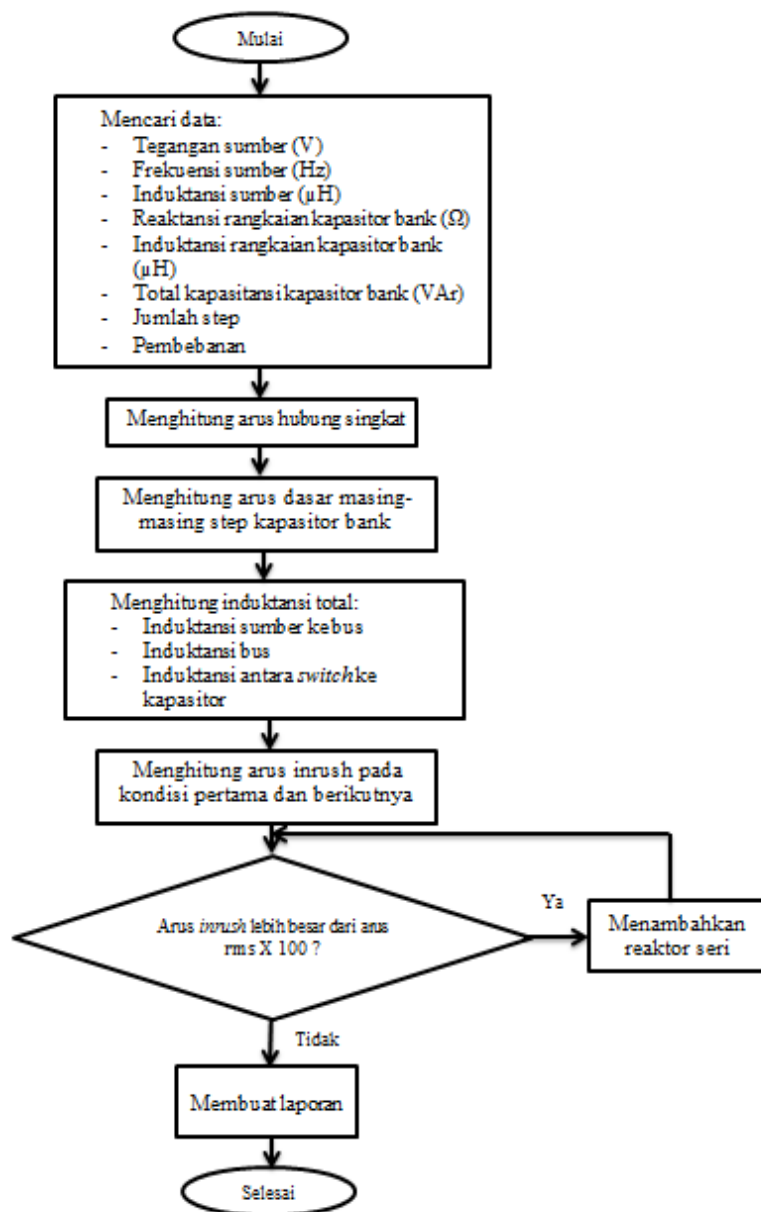 Mulai
Mencari data:
- Tegangan sumber (V)
- Frekuensi sumber (Hz)
- Induktansi sumber (µH)
- Reaktansi rangkaian kapasitor bank (Ω)
- Induktansi rangkaian kapasitor bank
(µH)
- Total kapasitansi kapasitor bank (VAr)
- Jumlah step
- Pembebanan
Menghitung arus hubung singkat
Menghitung arus dasar masing-
masing step kapasitor bank
Menghitung induktansi total:
- Induktansi sumber ke bus
- Induktansi bus
- Induktansi antara switch ke
kapasitor
Menghitung arus inrush pada
kondisi pertama dan berikutnya
Arus inrush lebih besar dari arus
rms X 100 ?
Ya
Menambahkan
reaktor seri
Tidak
Membuat laporan
Selesai